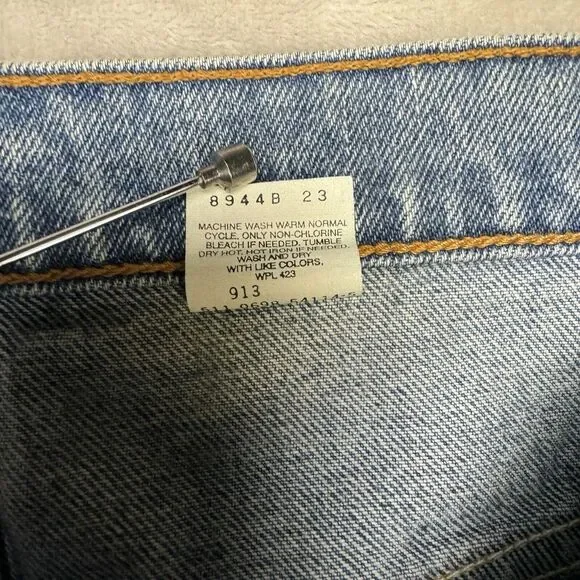 8944B 23
MACHINE WASH WARM NORMAL
CYCLE, ONLY NON-CHLORINE
BLEACH IF NEEDED. TUMBLE
DRY HOT. HOT IRON IF NEEDED.
WASH AND DRY
WITH LIKE COLORS.
WPL 423
913